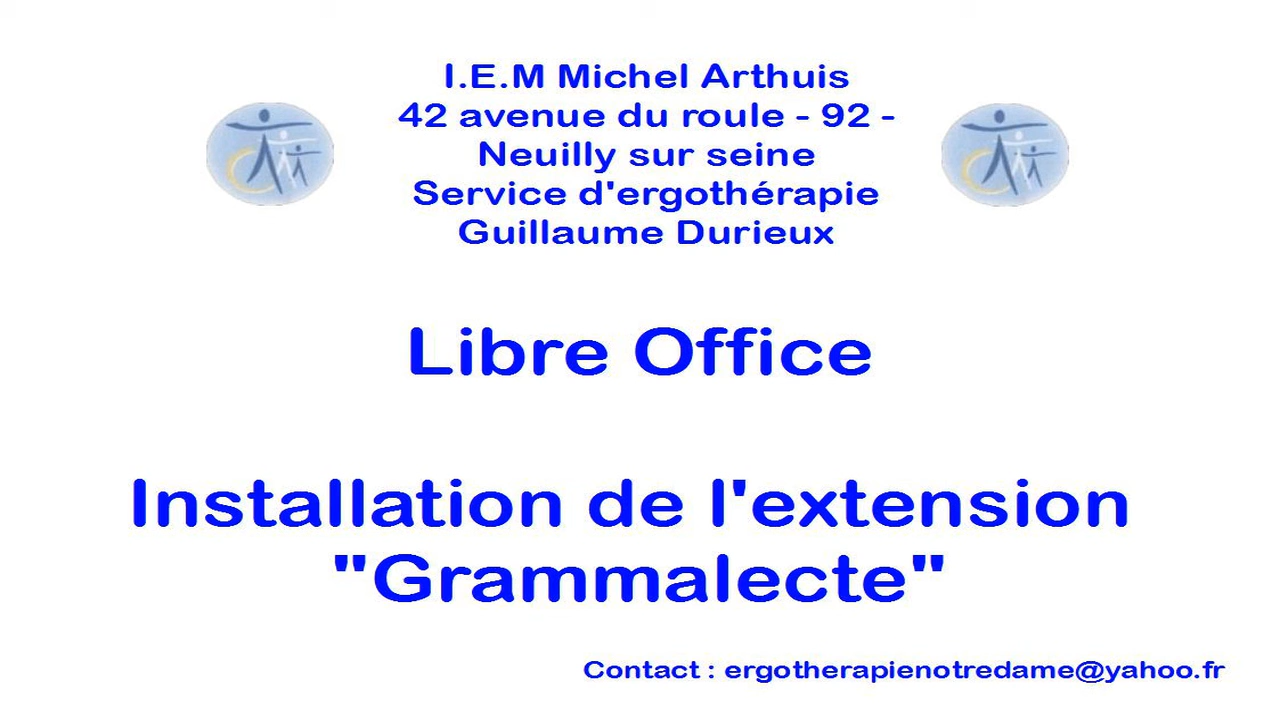 I.E.M Michel Arthuis
42 avenue du roule - 92 -
Neuilly sur seine
Service d'ergothérapie
Guillaume Durieux
Libre Office
Installation de l'extension
"Grammalecte"
Contact : ergotherapienotredame@yahoo.fr